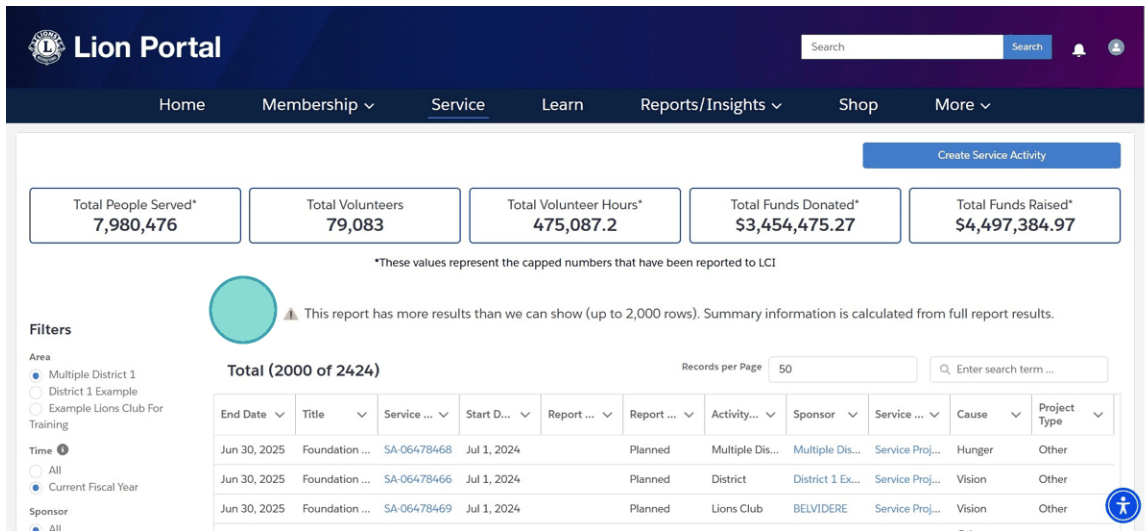 Lion Portal
Search Search
Home Membership Service Learn Reports/Insights Shop More
Create Service Activity
Total People Served* Total Volunteers Total Volunteer Hours* Total Funds Donated* Total Funds Raised*
7,980,476 79,083 475,087.2 $3,454,475.27 $4,497,384.97
*These values represent the capped numbers that have been reported to LCI
This report has more results than we can show (up to 2,000 rows). Summary information is calculated from full report results.
Filters
Area
Multiple District 1
District 1 Example
Example Lions Club For
Training
Time
All
Current Fiscal Year
Sponsor
All
Total (2000 of 2424) Records per Page 50 Enter search term ...
End Date Title Service ... Start D... Report ... Report ... Activity... Sponsor Service ... Cause Project
Type
Jun 30, 2025 Foundation ... SA-06478468 Jul 1, 2024 Planned Multiple Dis... Multiple Dis... Service Proj... Hunger Other
Jun 30, 2025 Foundation ... SA-06478466 Jul 1, 2024 Planned District District 1 Ex... Service Proj... Vision Other
Jun 30, 2025 Foundation ... SA-06478469 Jul 1, 2024 Planned Lions Club BELVIDERE Service Proj... Vision Other